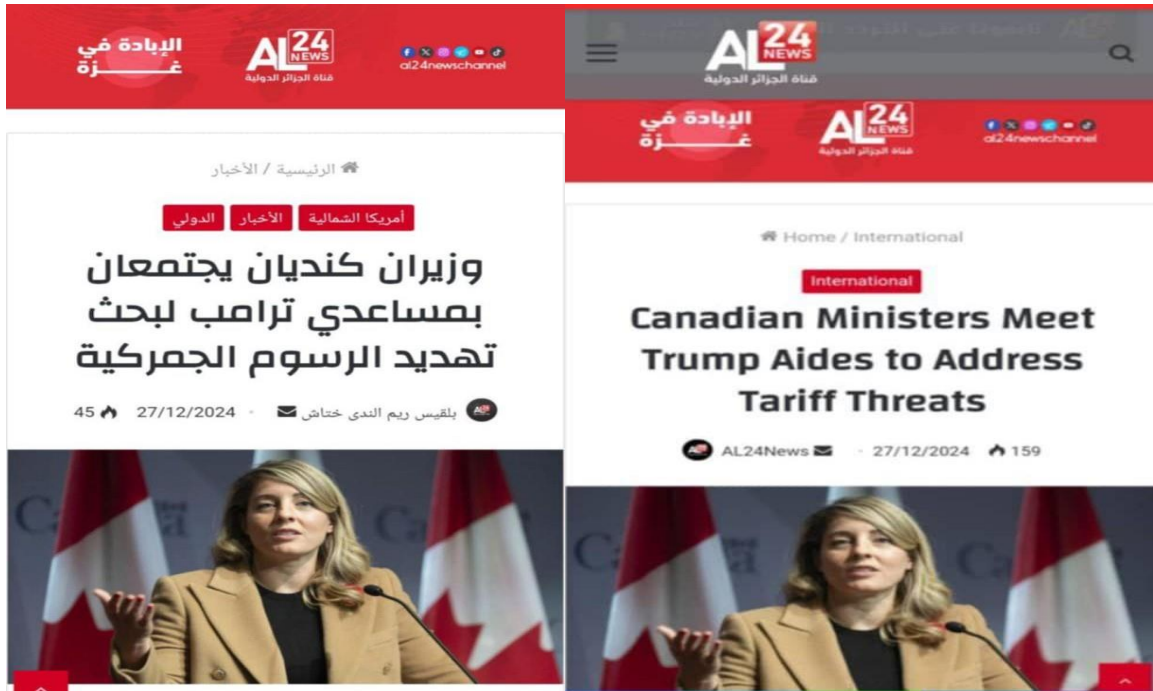 الإبادة في
غـــــزة
AL24
NEWS
قناة الجزائر الدولية
al24newschannel
الرئيسية / الأخبار
أمريكا الشمالية
الأخبار
الدولي
وزيران كنديان يجتمعان
بمساعدي ترامب لبحث
تهديد الرسوم الجمركية
بلقيس ريم الندى ختاش
27/12/2024
45
AL24
NEWS
قناة الجزائر الدولية
الإبادة في
غـــــزة
AL24
NEWS
قناة الجزائر الدولية
al24newschannel
Home / International
International
Canadian Ministers Meet
Trump Aides to Address
Tariff Threats
AL24News
27/12/2024
159